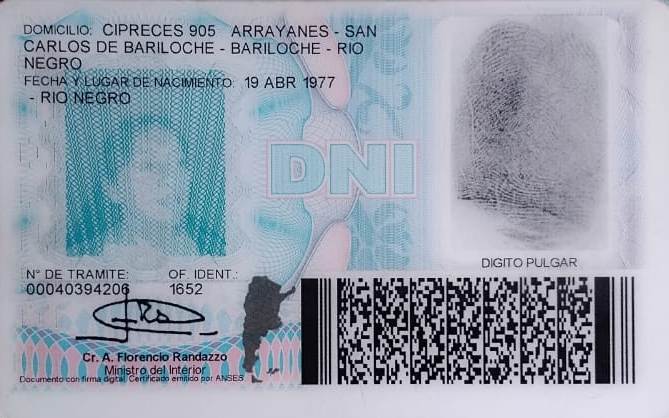 DOMICILIO: CIPRECES 905 ARRAYANES - SAN
CARLOS DE BARILOCHE - BARILOCHE - RIO
NEGRO
FECHA Y LUGAR DE NACIMIENTO: 19 ABR 1977
- RIO NEGRO
DNI
DIGITO PULGAR
N° DE TRAMITE: OF. IDENT.:
00040394206 1652
Cr. A. Florencio Randazzo
Ministro del Interior
Documento con firma digital. Certificado emitido por ANSES